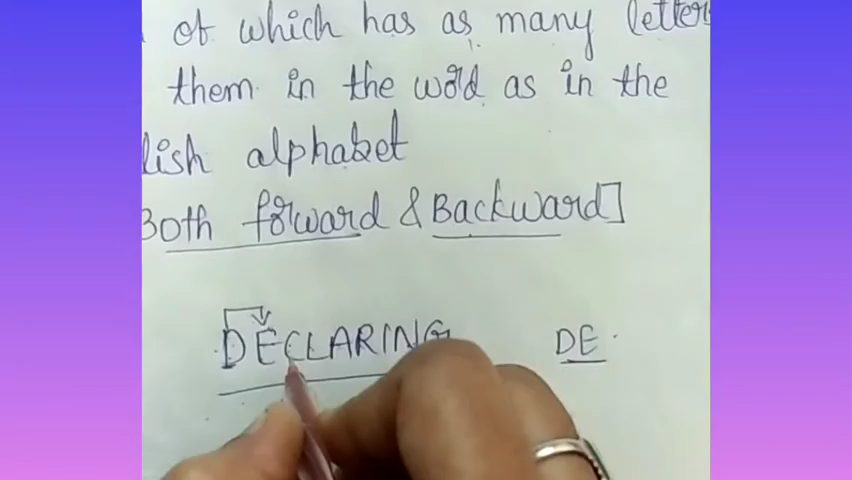 of which has as many letters
them in the word as in the
lish alphabet
Both forward & Backward]
DECLARING DE